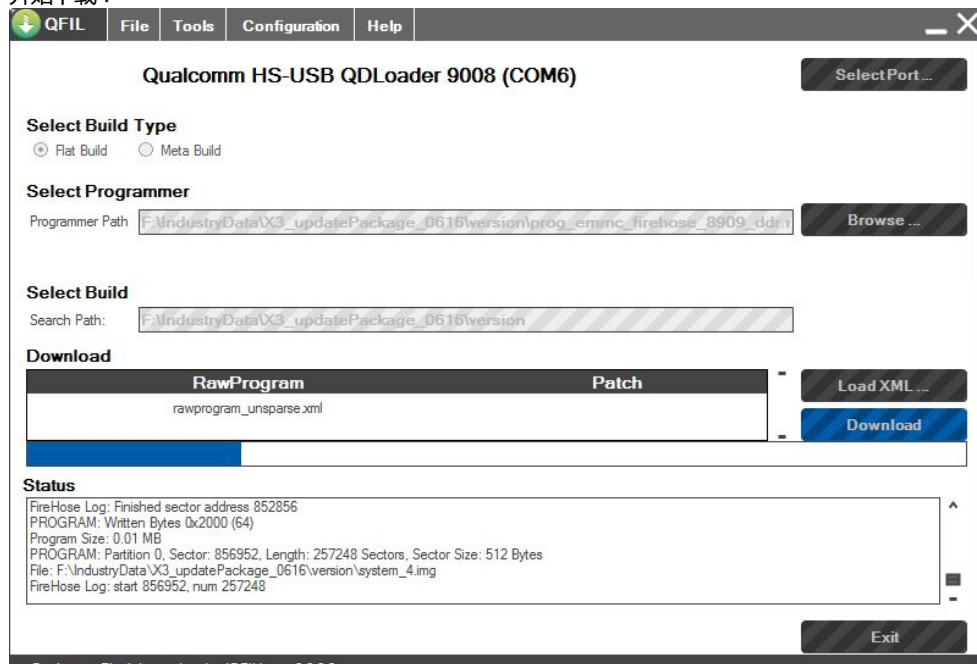 QFIL File Tools Configuration Help
Qualcomm HS-USB QDLoader 9008 (COM6)
Select Port ...
Select Build Type
Flat Build Meta Build
Select Programmer
Programmer Path F:\IndustryData\X3_updatePackage_0616\version\prog_emmc_firehose_8909_ddr.
Browse ...
Select Build
Search Path: F:\IndustryData\X3_updatePackage_0616\version
Download
RawProgram Patch
Load XML ...
rawprogram_unsparse.xml
Download
Status
FireHose Log: Finished sector address 852856
PROGRAM: Written Bytes 0x2000 (64)
Program Size: 0.01 MB
PROGRAM: Partition 0, Sector: 856952, Length: 257248 Sectors, Sector Size: 512 Bytes
File: F:\IndustryData\X3_updatePackage_0616\version\system_4.img
FireHose Log: start 856952, num 257248
Exit